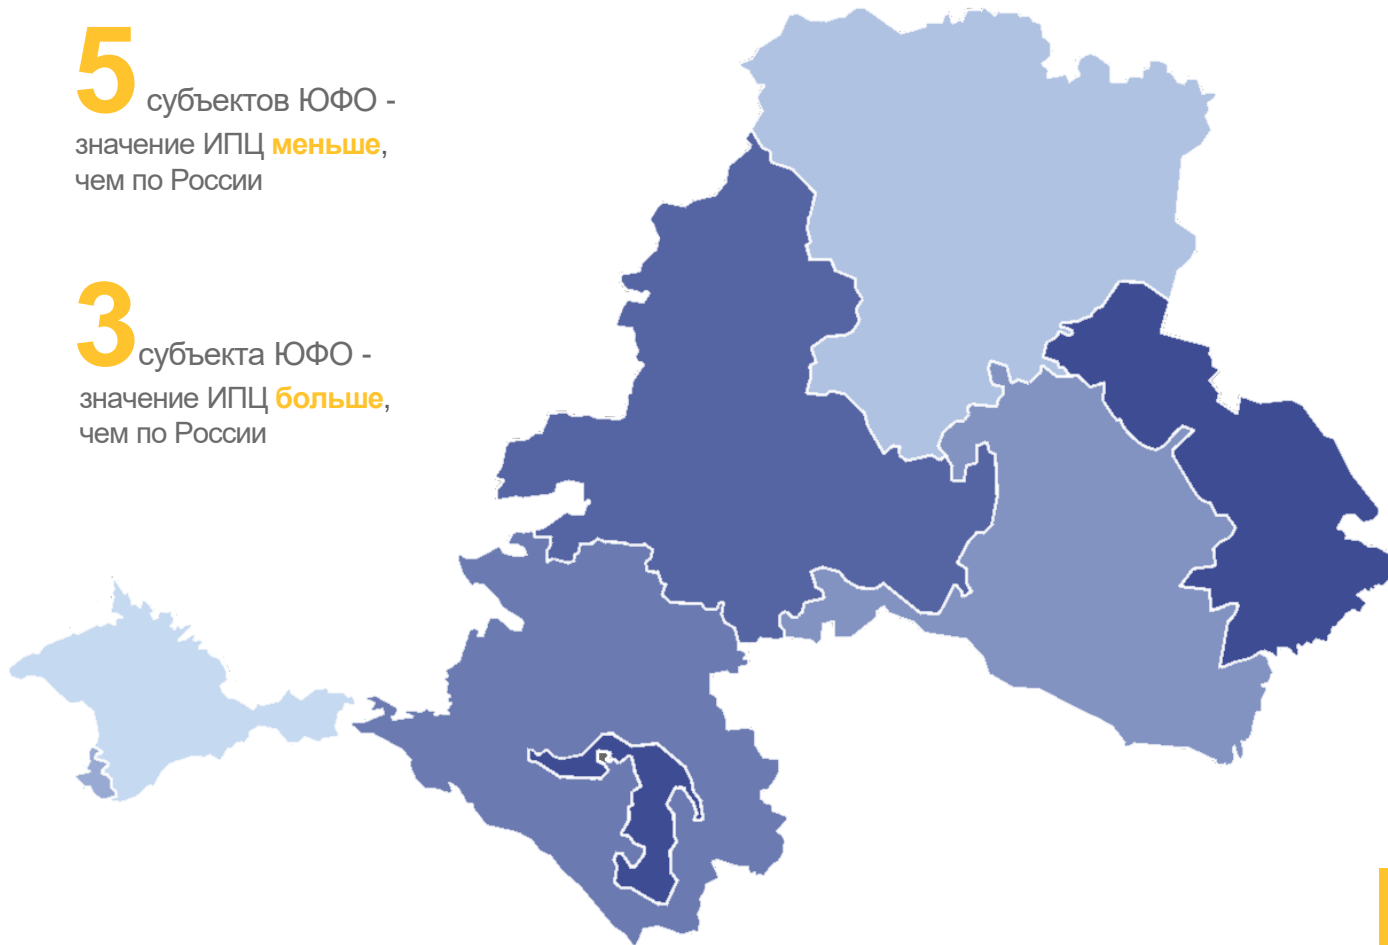 5 субъектов ЮФО -
значение ИПЦ меньше,
чем по России
3 субъекта ЮФО -
значение ИПЦ больше,
чем по России